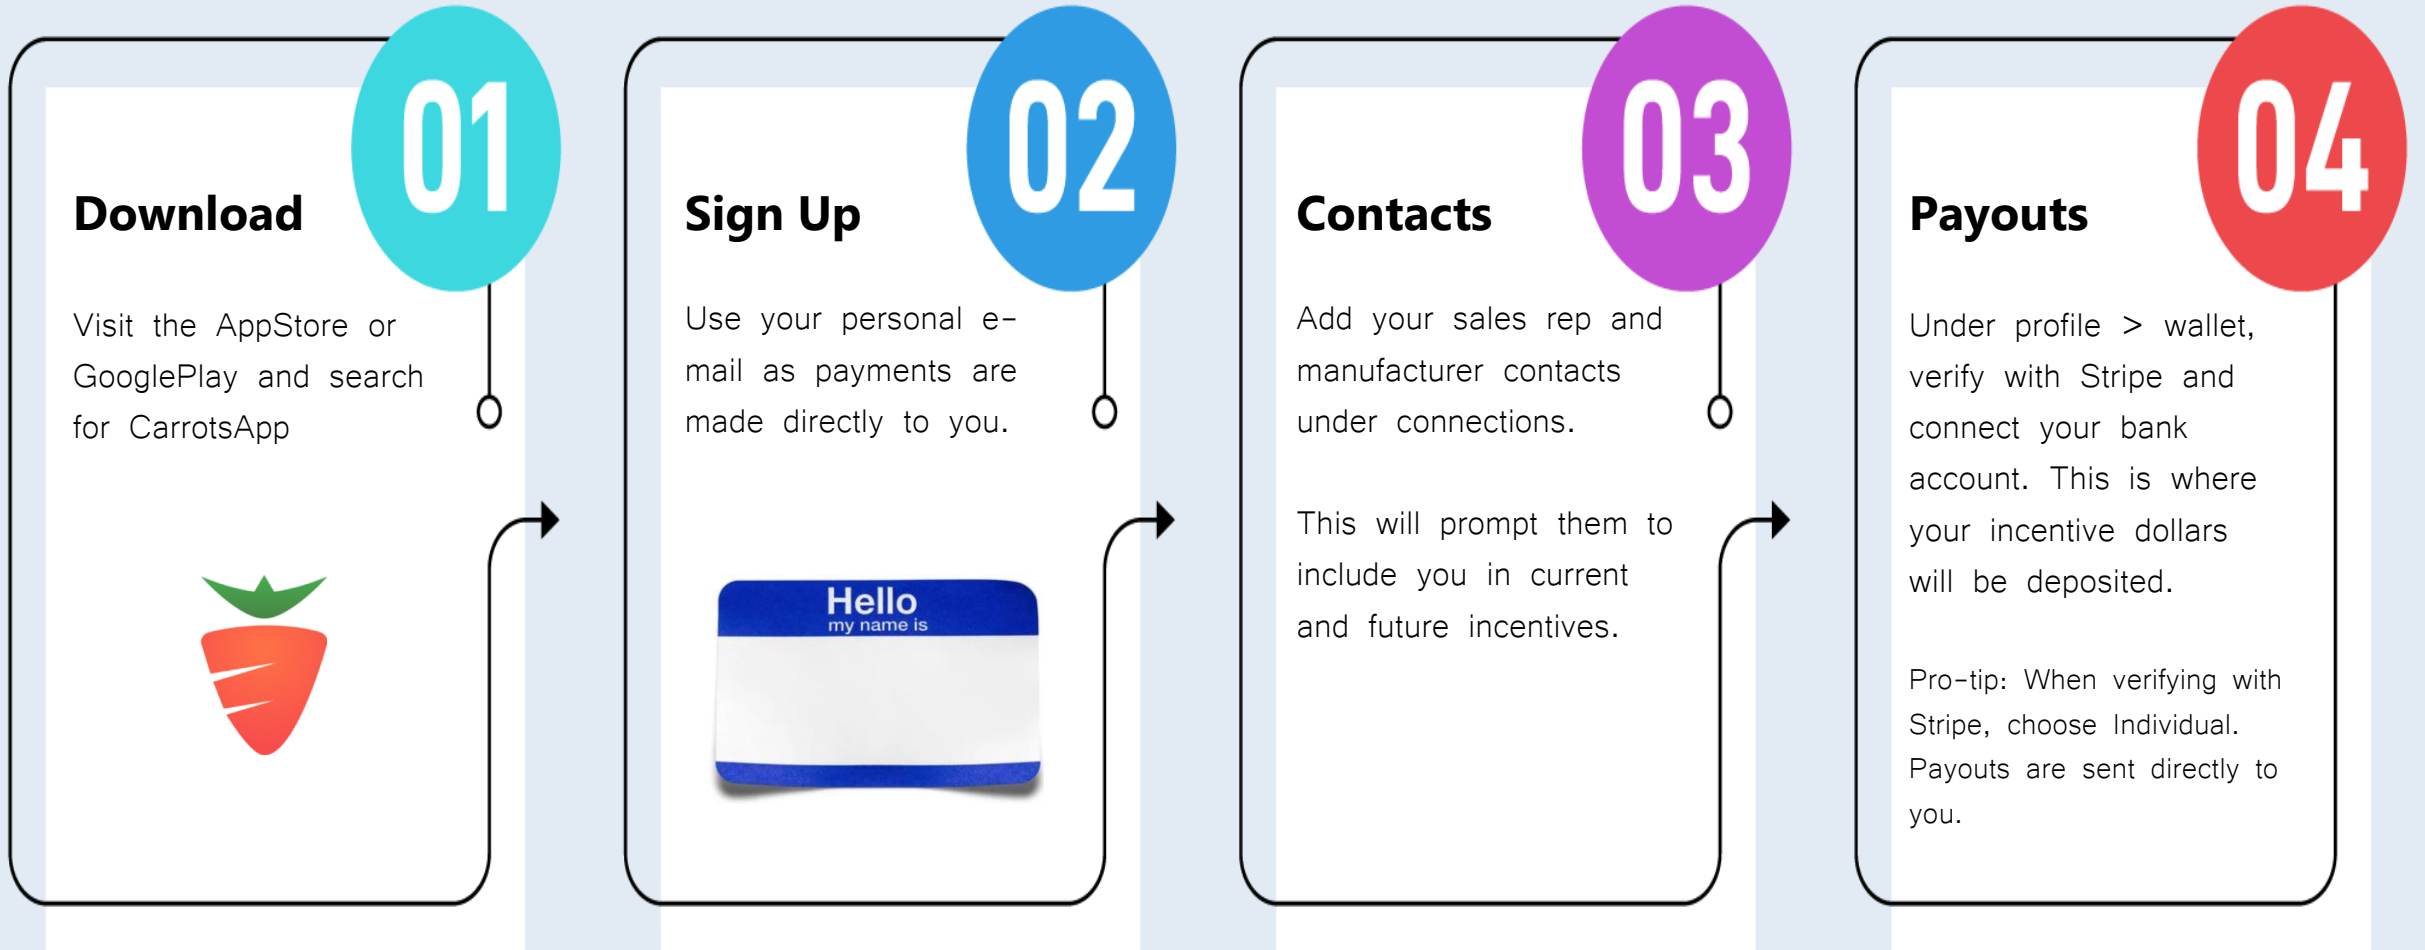 01
Download
Visit the AppStore or
GooglePlay and search
for CarrotsApp
02
Sign Up
Use your personal e-
mail as payments are
made directly to you.
Hello
my name is
03
Contacts
Add your sales rep and
manufacturer contacts
under connections.
This will prompt them to
include you in current
and future incentives.
04
Payouts
Under profile > wallet,
verify with Stripe and
connect your bank
account. This is where
your incentive dollars
will be deposited.
Pro-tip: When verifying with
Stripe, choose Individual.
Payouts are sent directly to
you.